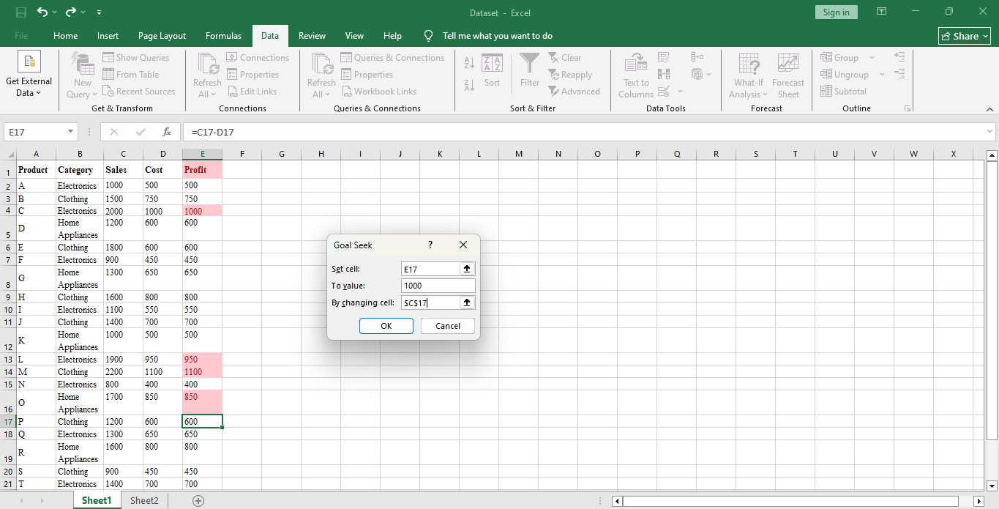 Dataset - Excel
Sign in
File Home Insert Page Layout Formulas Data Review View Help Tell me what you want to do Share
Get External Data
New Query
Show Queries
From Table
Recent Sources
Get & Transform
Refresh All
Connections
Properties
Edit Links
Connections
Refresh All
Queries & Connections
Properties
Workbook Links
Queries & Connections
Sort
Filter
Clear
Reapply
Advanced
Sort & Filter
Text to Columns
Data Tools
What-If Analysis
Forecast Sheet
Forecast
Group
Ungroup
Subtotal
Outline
E17 fx =C17-D17
A B C D E F G H I J K L M N O P Q R S T U V W X
1 Product Category Sales Cost Profit
2 A Electronics 1000 500 500
3 B Clothing 1500 750 750
4 C Electronics 2000 1000 1000
5 D Home Appliances 1200 600 600
6 E Clothing 1800 600 600
7 F Electronics 900 450 450
8 G Home Appliances 1300 650 650
9 H Clothing 1600 800 800
10 I Electronics 1100 550 550
11 J Clothing 1400 700 700
12 K Home Appliances 1000 500 500
13 L Electronics 1900 950 950
14 M Clothing 2200 1100 1100
15 N Electronics 800 400 400
16 O Home Appliances 1700 850 850
17 P Clothing 1200 600 600
18 Q Electronics 1300 650 650
19 R Home Appliances 1600 800 800
20 S Clothing 900 450 450
21 T Electronics 1400 700 700
Goal Seek ?
Set cell: E17
To value: 1000
By changing cell: $C$17
OK Cancel
Sheet1 Sheet2